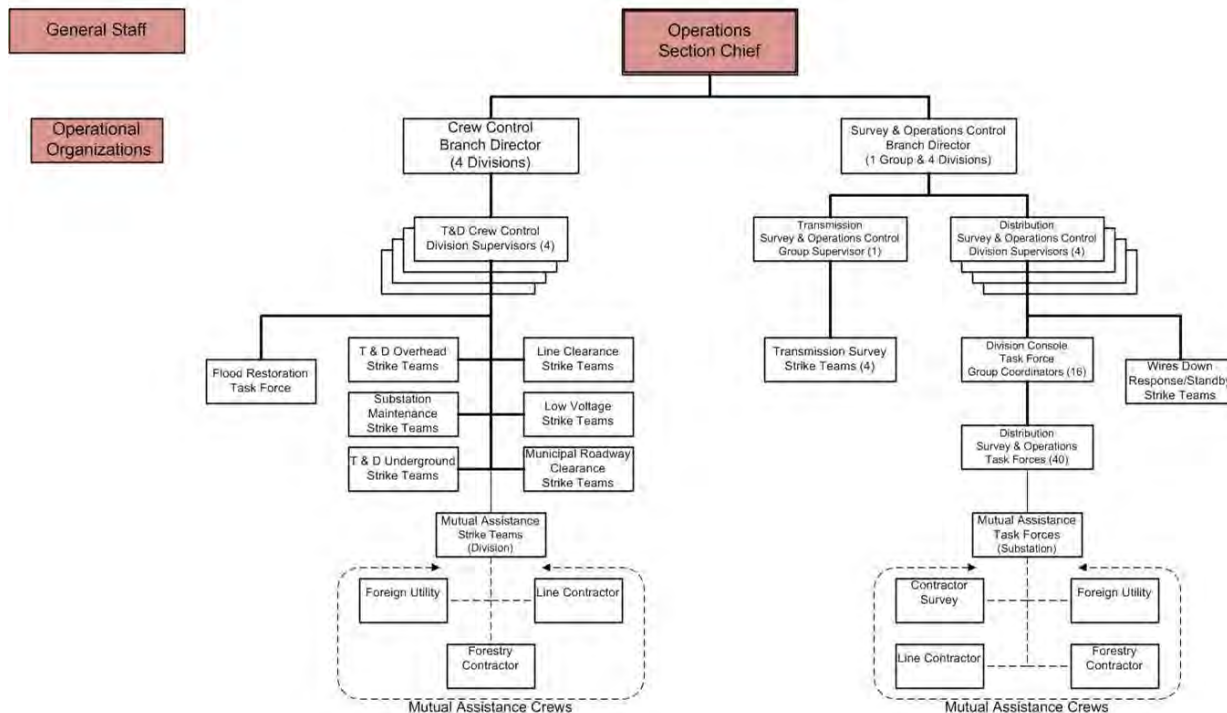 General Staff
Operational
Organizations
Operations
Section Chief
Crew Control
Branch Director
(4 Divisions)
Survey & Operations Control
Branch Director
(1 Group & 4 Divisions)
T&D Crew Control
Division Supervisors (4)
Transmission
Survey & Operations Control
Group Supervisor (1)
Distribution
Survey & Operations Control
Division Supervisors (4)
Flood Restoration
Task Force
T & D Overhead
Strike Teams
Line Clearance
Strike Teams
Substation
Maintenance
Strike Teams
Low Voltage
Strike Teams
T & D Underground
Strike Teams
Municipal Roadway
Clearance
Strike Teams
Transmission Survey
Strike Teams (4)
Division Console
Task Force
Group Coordinators (16)
Wires Down
Response/Standby
Strike Teams
Distribution
Survey & Operations
Task Forces (40)
Mutual Assistance
Strike Teams
(Division)
Foreign Utility
Line Contractor
Forestry
Contractor
Mutual Assistance Crews
Mutual Assistance
Task Forces
(Substation)
Contractor
Survey
Foreign Utility
Line Contractor
Forestry
Contractor
Mutual Assistance Crews